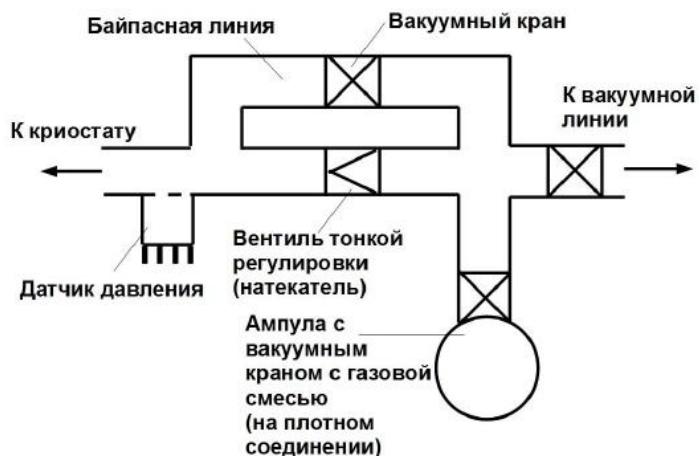 Байпасная линия
Вакуумный кран
К вакуумной
линии
К криостату
Вентиль тонкой
регулировки
(натекатель)
Датчик давления
Ампула с
вакуумным
краном с газовой
смесью
(на плотном
соединении)